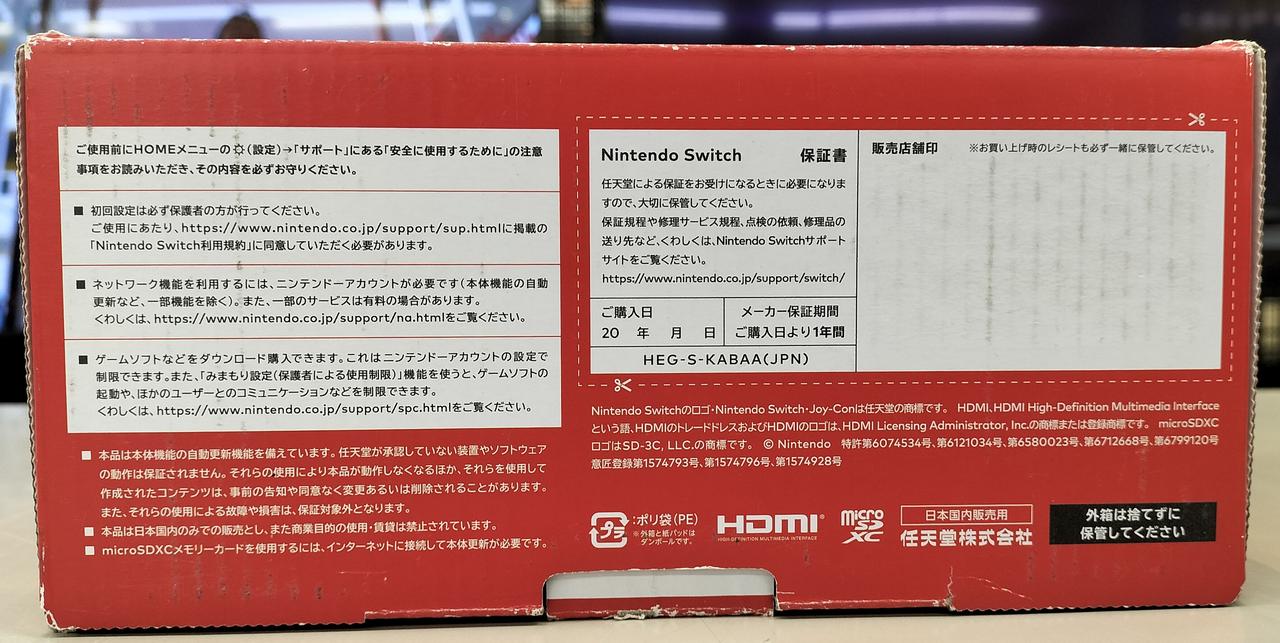 ご使用前にHOMEメニューの(設定)→「サポート」にある「安全に使用するために」の注意
事項をお読みいただき、その内容を必ずお守りください。
■ 初回設定は必ず保護者の方が行ってください。
ご使用にあたり、https://www.nintendo.co.jp/support/sup.htmlに掲載の
「Nintendo Switch利用規約」に同意していただく必要があります。
■ ネットワーク機能を利用するには、ニンテンドーアカウントが必要です(本体機能の自動
更新など、一部機能を除く)。また、一部のサービスは有料の場合があります。
くわしくは、https://www.nintendo.co.jp/support/na.htmlをご覧ください。
■ ゲームソフトなどをダウンロード購入できます。これはニンテンドーアカウントの設定で
制限できます。また、「みまもり設定(保護者による使用制限)」機能を使うと、ゲームソフトの
起動や、ほかのユーザーとのコミュニケーションなどを制限できます。
くわしくは、https://www.nintendo.co.jp/support/spc.htmlをご覧ください。
■ 本品は本体機能の自動更新機能を備えています。任天堂が承認していない装置やソフトウェア
の動作は保証されません。それらの使用により本品が動作しなくなるほか、それらを使用して
作成されたコンテンツは、事前の告知や同意なく変更あるいは削除されることがあります。
また、それらの使用による故障や損害は、保証対象外となります。
■ 本品は日本国内のみでの販売とし、また商業目的の使用・賃貸は禁止されています。
■ microSDXCメモリーカードを使用するには、インターネットに接続して本体更新が必要です。
Nintendo Switch 保証書
任天堂による保証をお受けになるときに必要になりま
すので、大切に保管してください。
保証規程や修理サービス規程、点検の依頼、修理品の
送り先など、くわしくは、Nintendo Switchサポート
サイトをご覧ください。
https://www.nintendo.co.jp/support/switch/
ご購入日
20 年 月 日
メーカー保証期間
ご購入日より1年間
HEG-S-KABAA(JPN)
販売店舗印 ※お買い上げ時のレシートも必ず一緒に保管してください。
Nintendo Switchのロゴ・Nintendo Switch・Joy-Conは任天堂の商標です。 HDMI、HDMI High-Definition Multimedia Interface
という語、HDMIのトレードドレスおよびHDMIのロゴは、HDMI Licensing Administrator, Inc.の商標または登録商標です。 microSDXC
ロゴはSD-3C, LLC.の商標です。 © Nintendo 特許第6074534号、第6121034号、第6580023号、第6712668号、第6799120号
意匠登録第1574793号、第1574796号、第1574928号
プラ
:ポリ袋(PE)
※外箱と紙パッドは
ダンボールです。
HDMI®
HIGH-DEFINITION MULTIMEDIA INTERFACE
micro
SD
XC
日本国内販売用
任天堂株式会社
外箱は捨てずに
保管してください